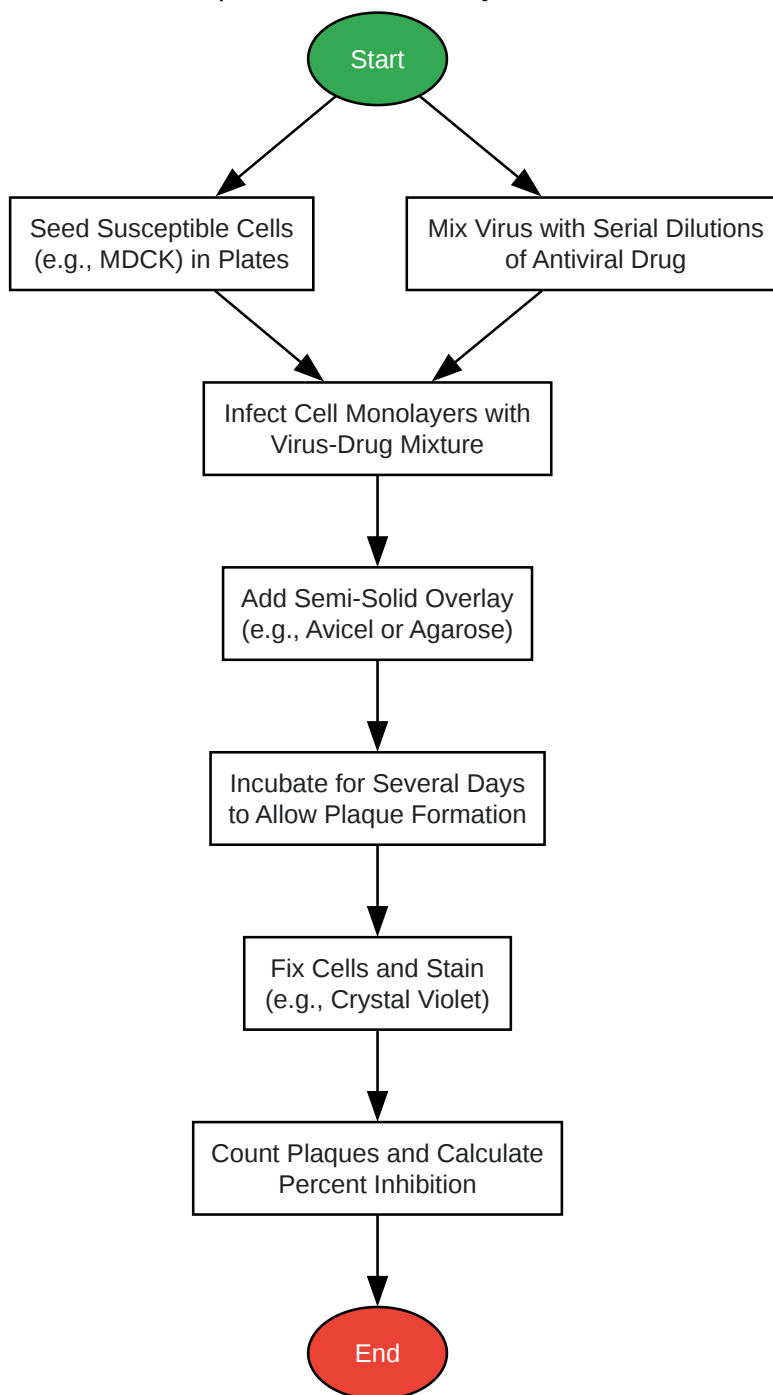 Start
Seed Susceptible Cells
(e.g., MDCK) in Plates
Mix Virus with Serial Dilutions
of Antiviral Drug
Infect Cell Monolayers with
Virus-Drug Mixture
Add Semi-Solid Overlay
(e.g., Avicel or Agarose)
Incubate for Several Days
to Allow Plaque Formation
Fix Cells and Stain
(e.g., Crystal Violet)
Count Plaques and Calculate
Percent Inhibition
End